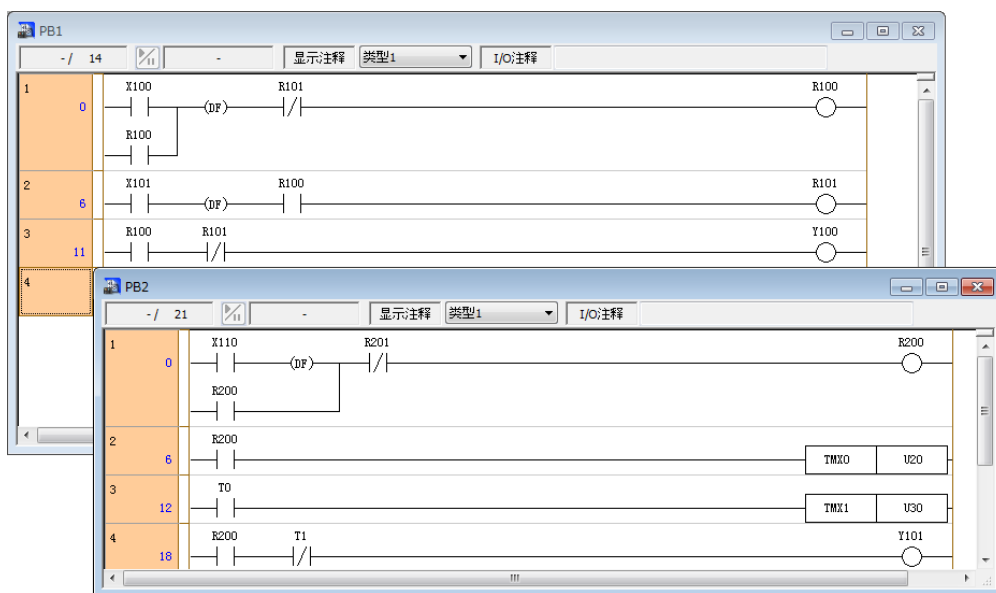 PB1
- / 14 - 显示注释 类型1 I/O注释
1 X100 R101 R100
0 (DF)
R100
2 X101 R100 R101
6 (DF)
3 R100 R101 Y100
11
4
PB2
- / 21 - 显示注释 类型1 I/O注释
1 X110 R201 R200
0 (DF)
R200
2 R200
6 TMX0 U20
3 T0
12 TMX1 U30
4 R200 T1 Y101
18